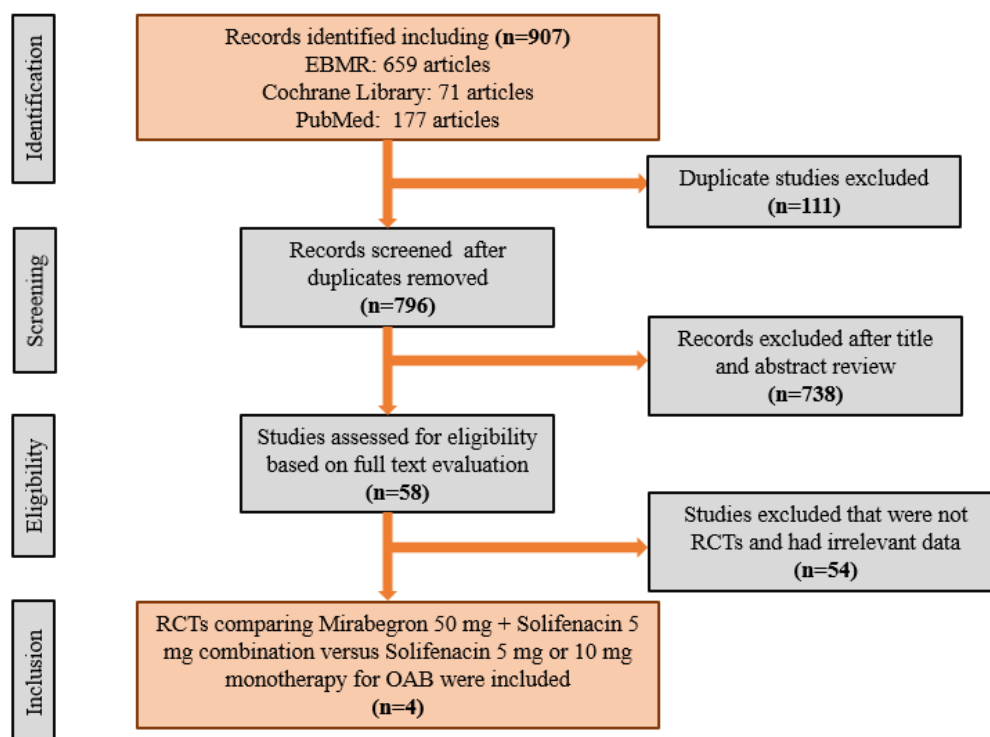 Identification
Records identified including (n=907)
EBMR: 659 articles
Cochrane Library: 71 articles
PubMed: 177 articles
Duplicate studies excluded
(n=111)
Screening
Records screened after
duplicates removed
(n=796)
Records excluded after title
and abstract review
(n=738)
Eligibility
Studies assessed for eligibility
based on full text evaluation
(n=58)
Studies excluded that were not
RCTs and had irrelevant data
(n=54)
Inclusion
RCTs comparing Mirabegron 50 mg + Solifenacin 5
mg combination versus Solifenacin 5 mg or 10 mg
monotherapy for OAB were included
(n=4)